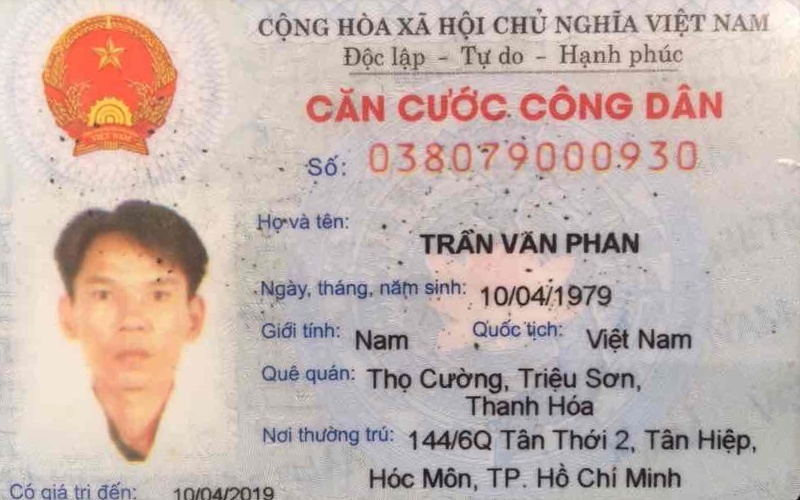 CỘNG HÒA XÃ HỘI CHỦ NGHĨA VIỆT NAM
Độc lập - Tự do - Hạnh phúc
CĂN CƯỚC CÔNG DÂN
Số: 038079000930
Họ và tên:
TRẦN VĂN PHAN
Ngày, tháng, năm sinh: 10/04/1979
Giới tính: Nam Quốc tịch: Việt Nam
Quê quán: Thọ Cường, Triệu Sơn,
Thanh Hóa
Nơi thường trú: 144/6Q Tân Thới 2, Tân Hiệp,
Hóc Môn, TP. Hồ Chí Minh
Có giá trị đến: 10/04/2019